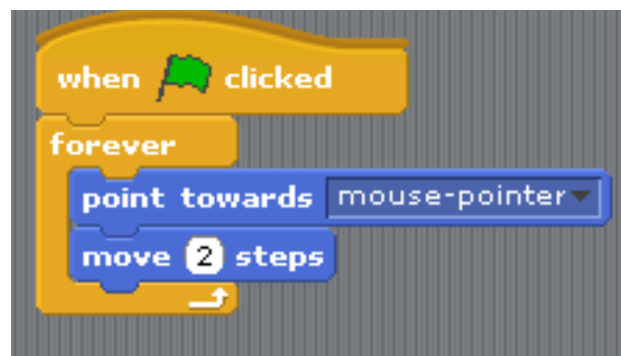 when clicked
forever
point towards mouse-pointer
move 2 steps